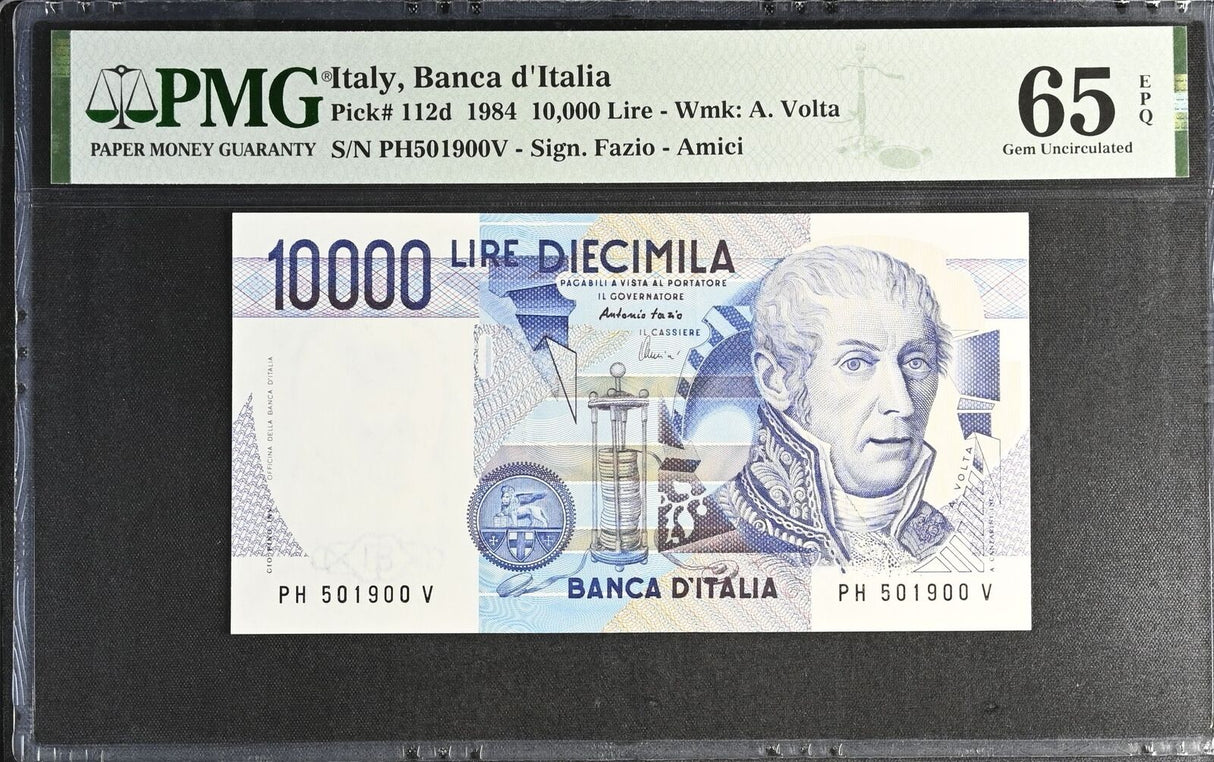 PMG®
PAPER MONEY GUARANTY
Italy, Banca d'Italia
Pick# 112d 1984 10,000 Lire - Wmk: A. Volta
S/N PH501900V - Sign. Fazio - Amici
65
EPQ
Gem Uncirculated
10000 LIRE DIECIMILA
PAGABILI A VISTA AL PORTATORE
IL GOVERNATORE
Antonio Fazio
IL CASSIERE
OFFICINA DELLA BANCA D'ITALIA
A. VOLTA
BANCA D'ITALIA
PH 501900 V
PH 501900 V